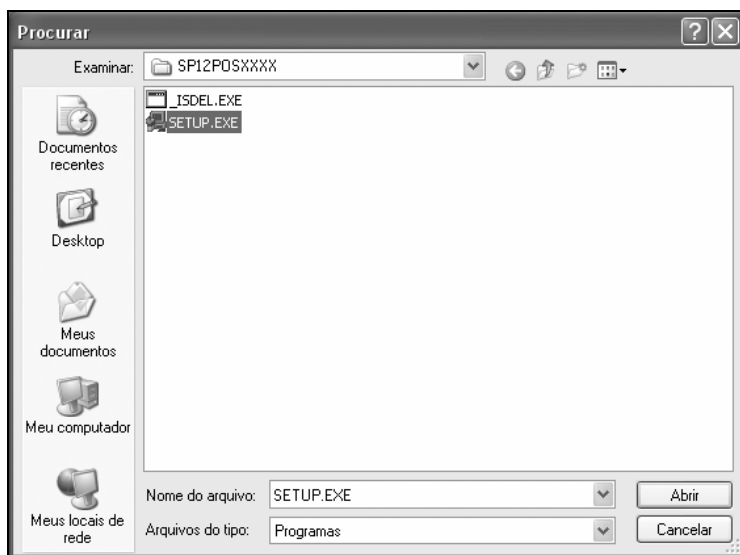 Procurar
Examinar: SP12POSXXXX
_ISDEL.EXE
SETUP.EXE
Documentos
recentes
Desktop
Meus
documentos
Meu computador
Meus locais de
rede
Nome do arquivo: SETUP.EXE Abrir
Arquivos do tipo: Programas Cancelar